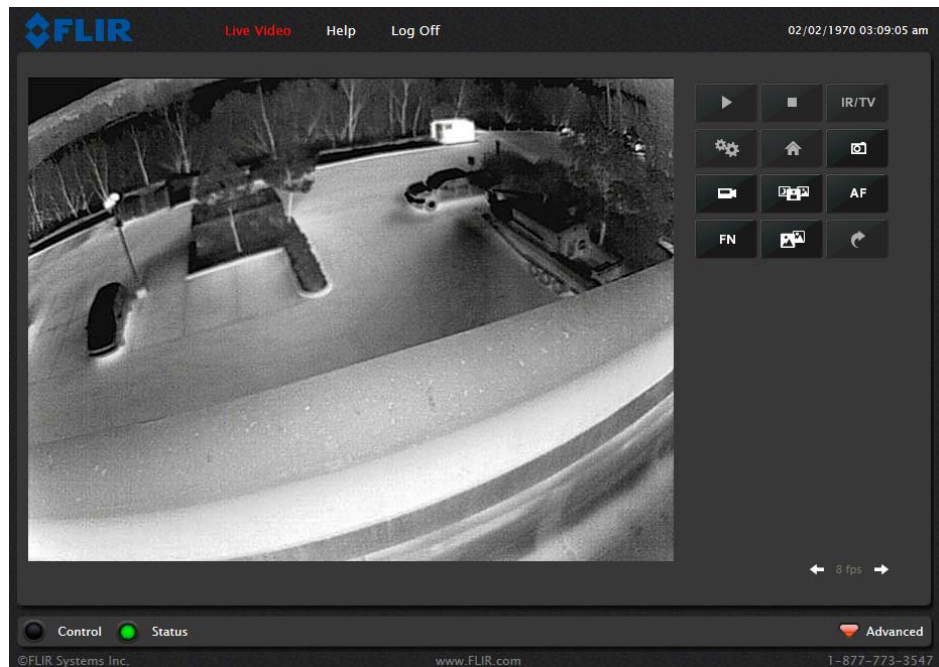 FLIR
Live Video Help Log Off
02/02/1970 03:09:05 am
IR/TV
AF
FN
8 fps
Control Status
Advanced
©FLIR Systems Inc.
www.FLIR.com
1-877-773-3547